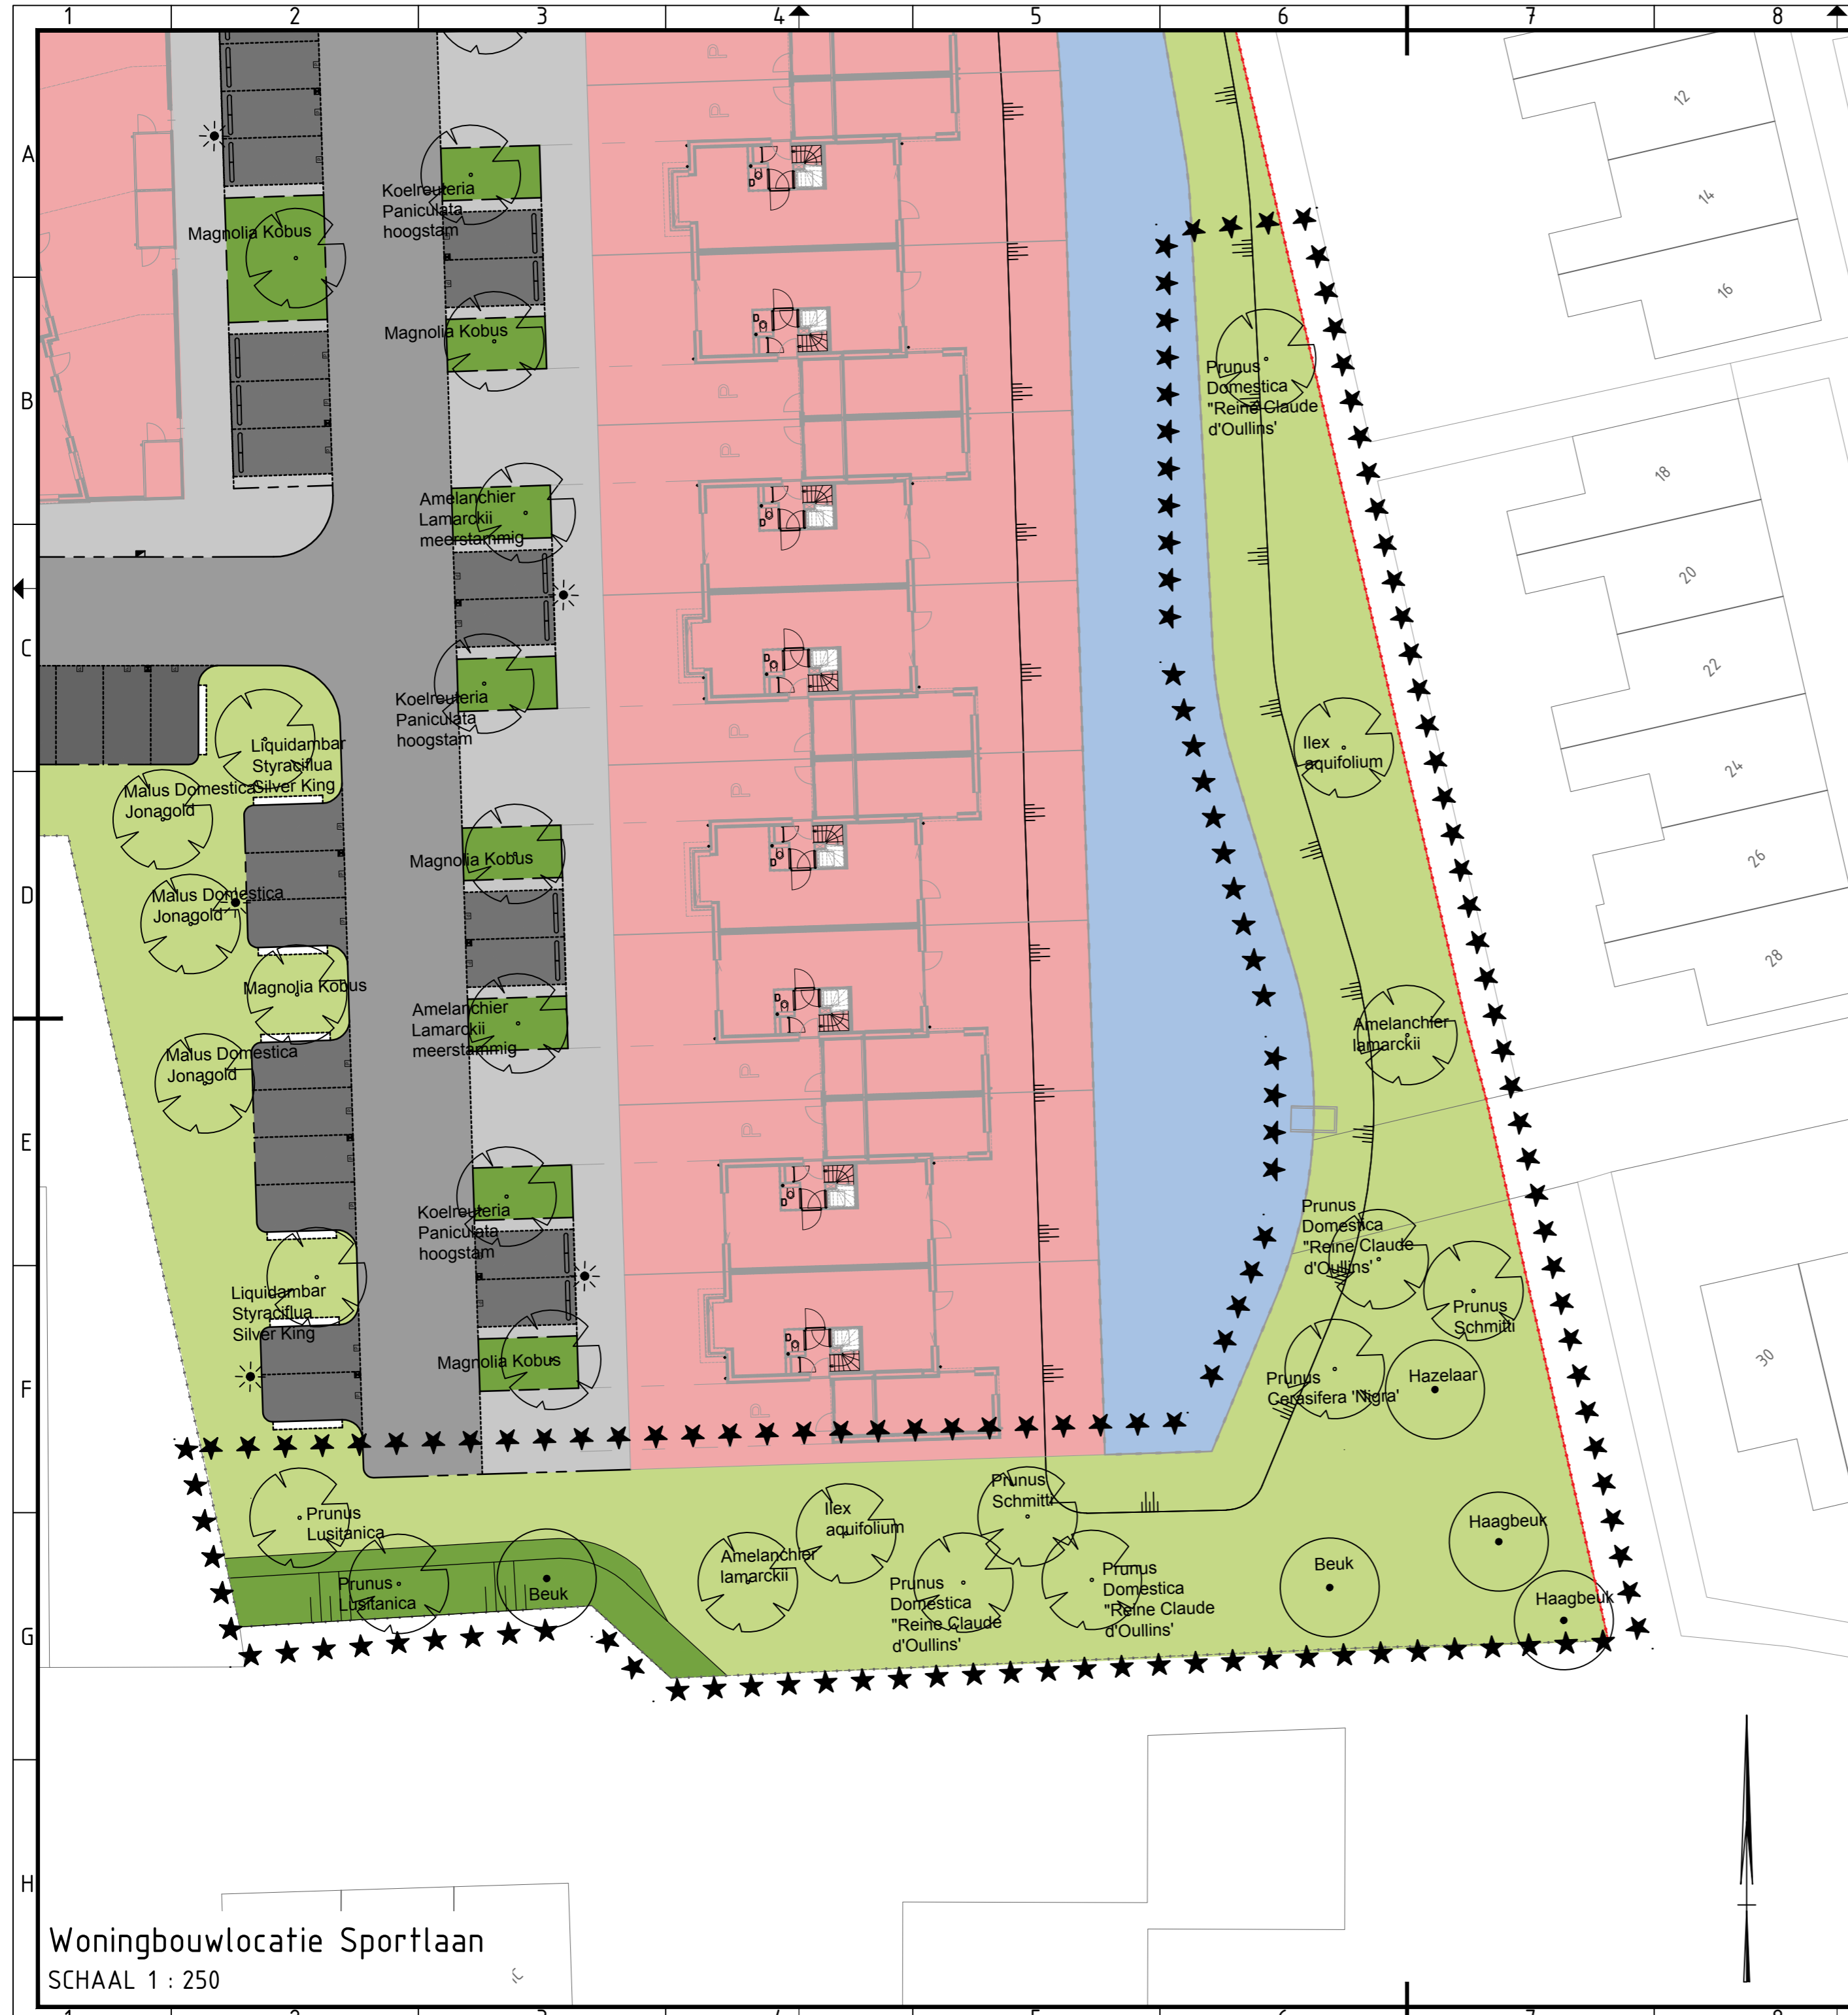 1 2 3 4 5 6 7 8
A
B
C
D
E
F
G
H
Koelreuteria
Paniculata
hoogstam
Magnolia Kobus
Magnolia Kobus
Amelanchier
Lamarckii
meerstammig
Koelreuteria
Paniculata
hoogstam
Liquidambar
Styraciflua
Silver King
Malus Domestica
Jonagold
Magnolia Kobus
Malus Domestica
Jonagold
Magnolia Kobus
Amelanchier
Lamarckii
meerstammig
Malus Domestica
Jonagold
Koelreuteria
Paniculata
hoogstam
Liquidambar
Styraciflua
Silver King
Magnolia Kobus
P
P
P
P
P
P
P
P
P
Prunus
Domestica
"Reine Claude
d'Oullins'
Ilex
aquifolium
Amelanchier
lamarckii
Prunus
Domestica
"Reine Claude
d'Oullins'
Prunus
Schmitti
Prunus
Cerasifera 'Nigra'
Hazelaar
Prunus
Lusitanica
Prunus
Lusitanica
Beuk
Amelanchier
lamarckii
Ilex
aquifolium
Prunus
Schmitti
Prunus
Domestica
"Reine Claude
d'Oullins'
Prunus
Domestica
"Reine Claude
d'Oullins'
Beuk
Haagbeuk
Haagbeuk
12
14
16
18
20
22
24
26
28
30
Woningbouwlocatie Sportlaan
SCHAAL 1 : 250